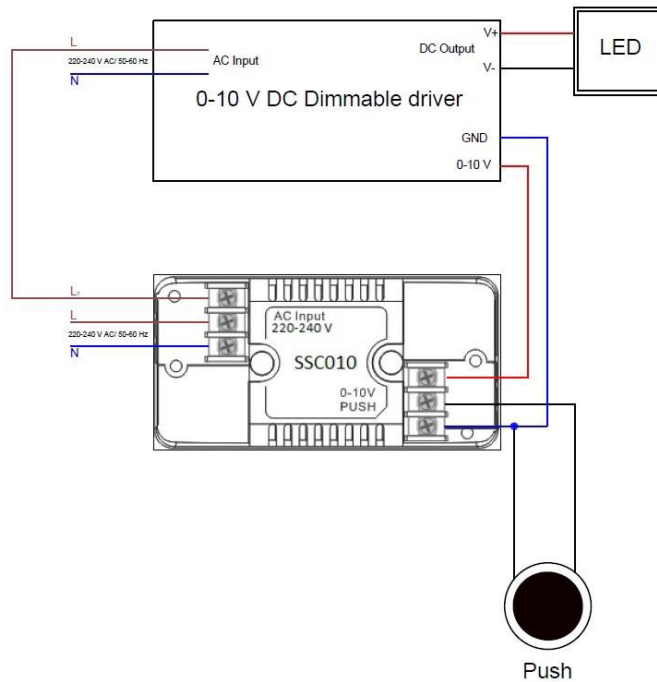 L
220-240 V AC/ 50-60 Hz
N
AC Input
DC Output
V+
V-
LED
0-10 V DC Dimmable driver
GND
0-10 V
L₁
L
220-240 V AC/ 50-60 Hz
N
AC Input
220-240 V
SSC010
0-10V
PUSH
Push